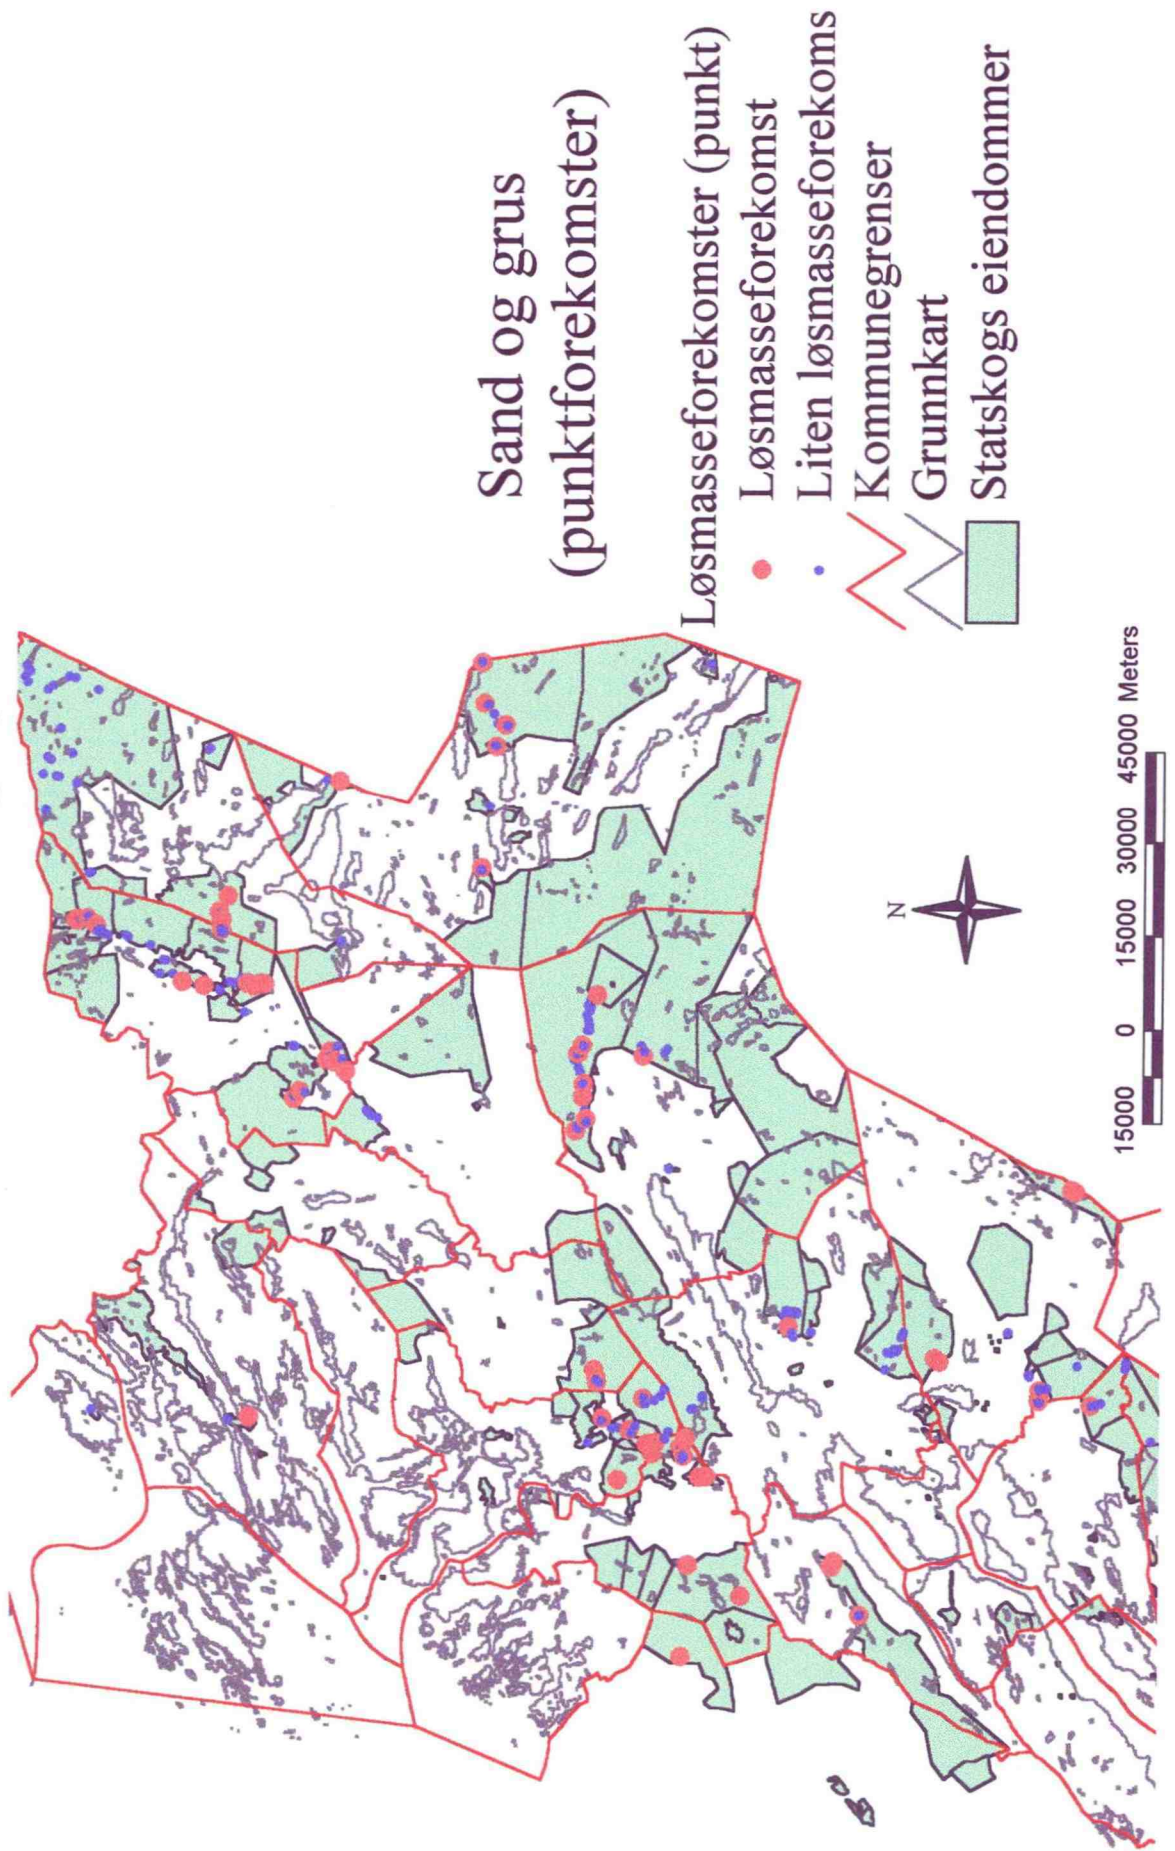 Sand og grus
(punktforekomster)
Løsmasseforekomster (punkt)
Løsmasseforekomst
Liten løsmasseforekoms
Kommunegrenser
Grunnkart
Statskogs eiendommer
N
15000 0 15000 30000 45000 Meters